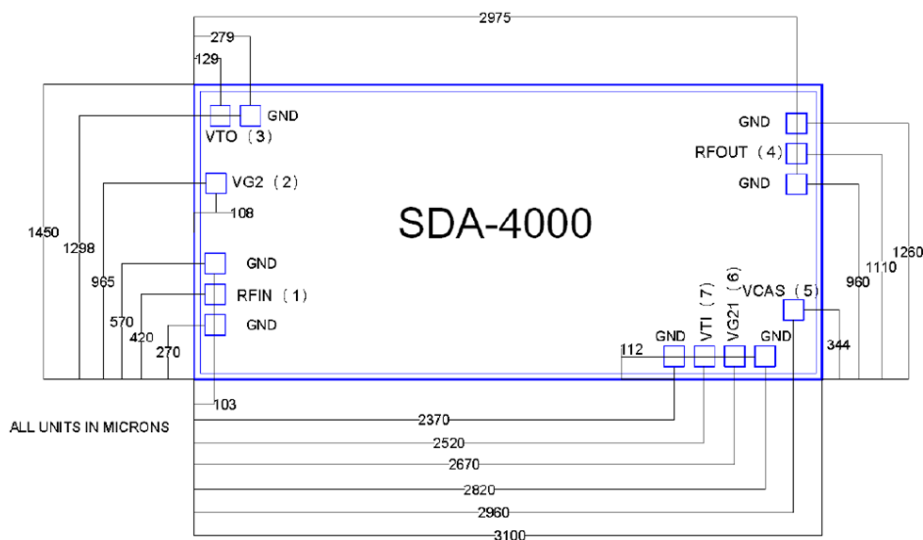 2975
279
129
GND
VTO (3)
GND
RFOUT (4)
GND
VG2 (2)
108
SDA-4000
1450
1298
965
570
420
270
GND
RFIN (1)
GND
103
1260
1110
960
344
VCAS (5)
VG21 (6)
VTI (7)
GND
GND
112
2370
ALL UNITS IN MICRONS
2520
2670
2820
2960
3100